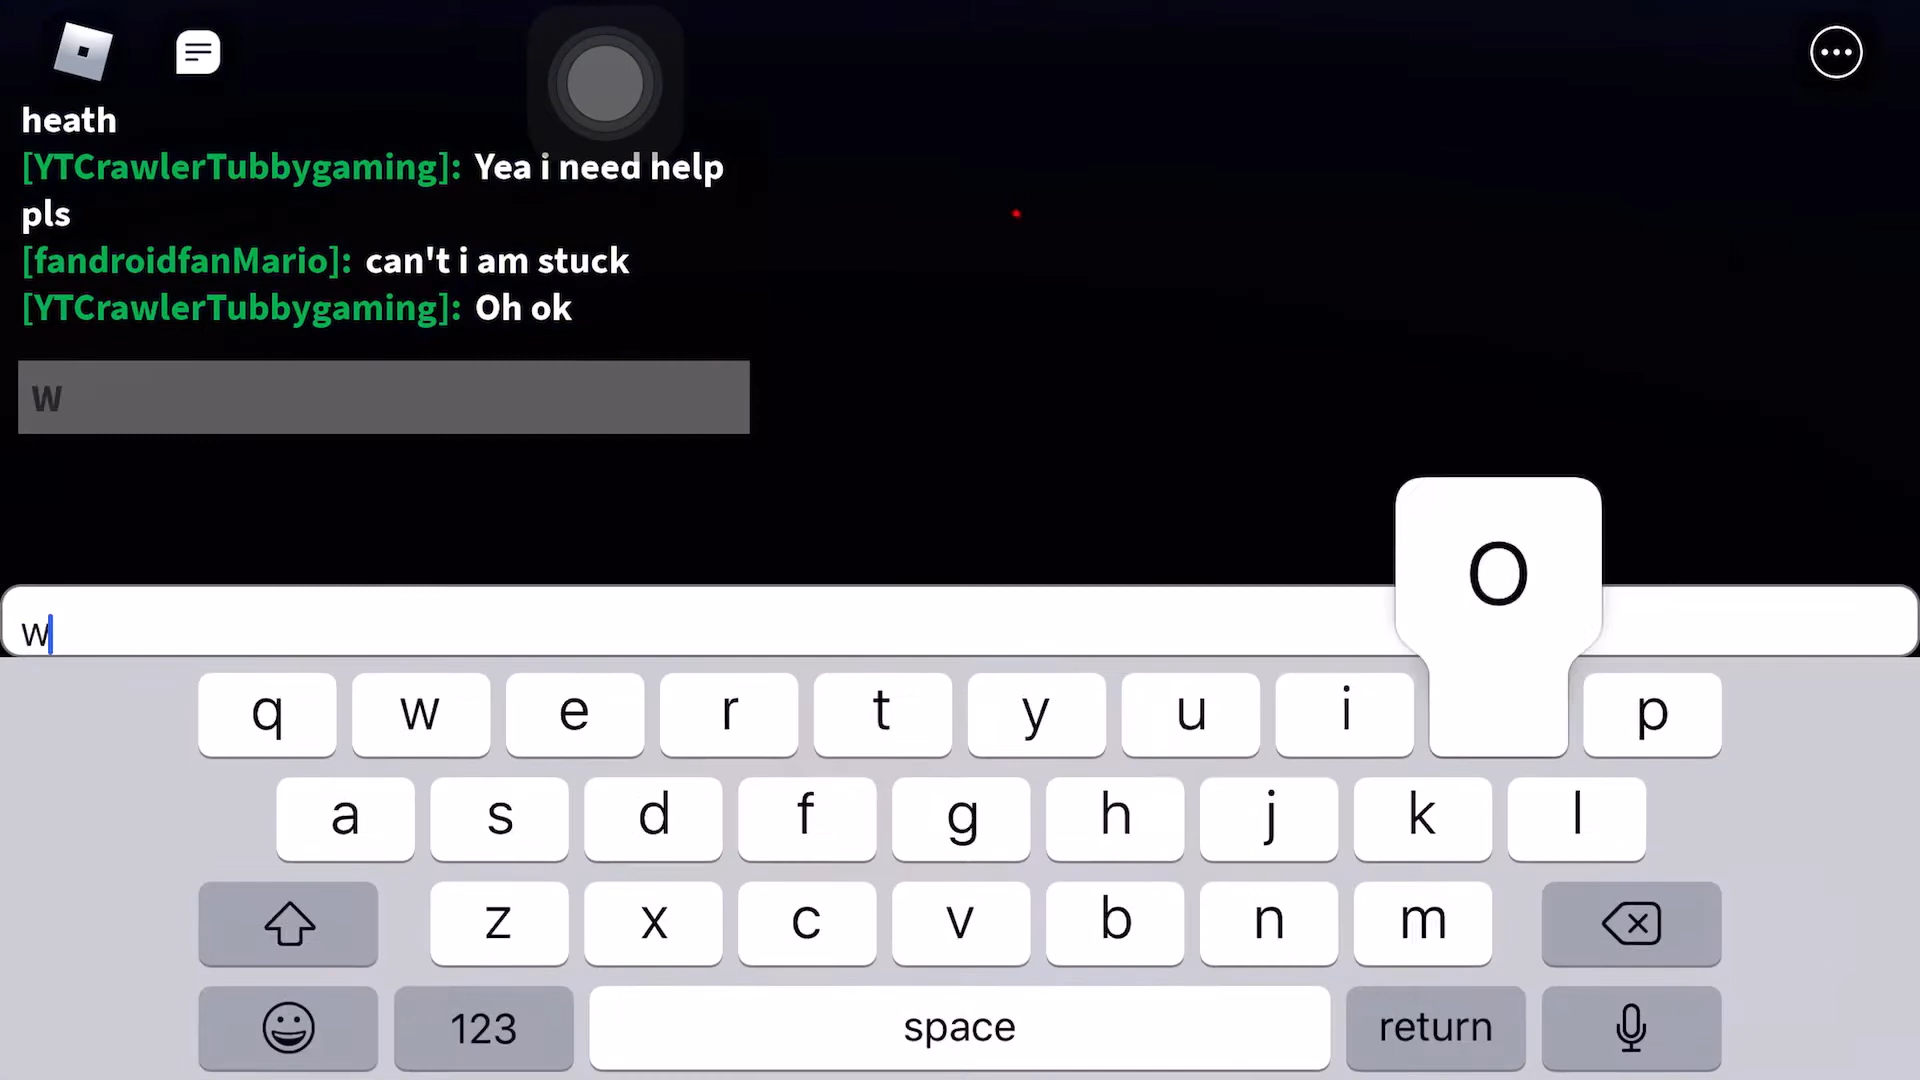 heath
[YTCrawlerTubbygaming]: Yea i need help
pls
[fandroidfanMario]: can't i am stuck
[YTCrawlerTubbygaming]: Oh ok
w
O
w
q w e r t y u i p
a s d f g h j k l
z x c v b n m
123 space return